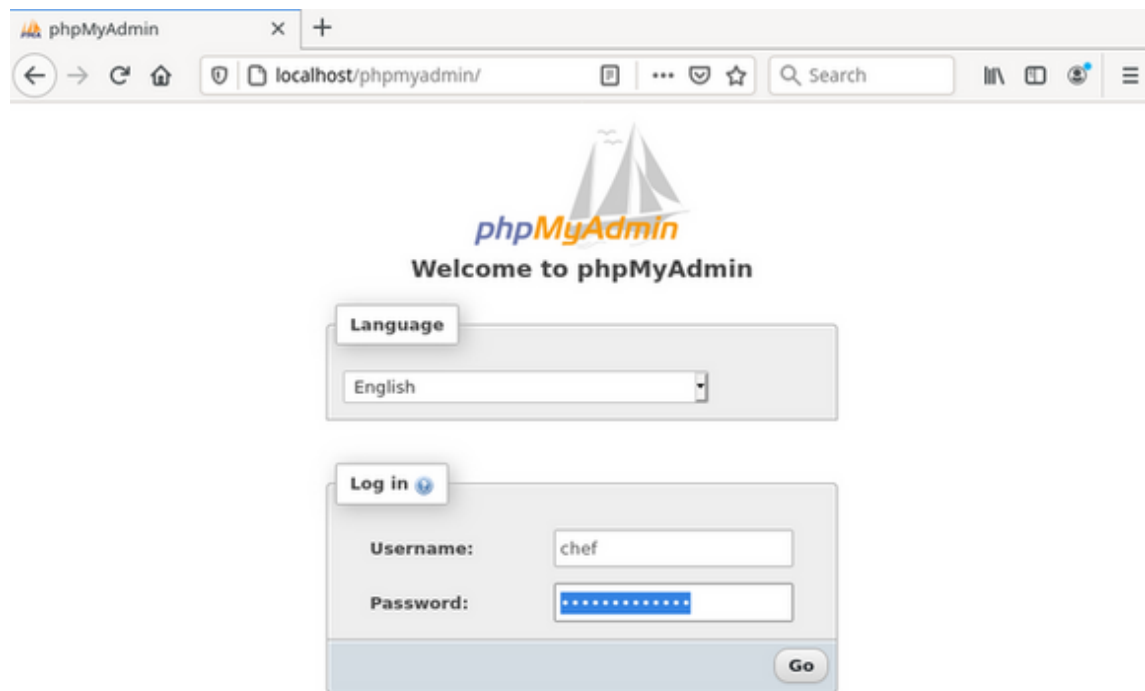 phpMyAdmin
localhost/phpmyadmin/
Search
phpMyAdmin
Welcome to phpMyAdmin
Language
English
Log in
Username:
chef
Password:
•••••••••••••
Go